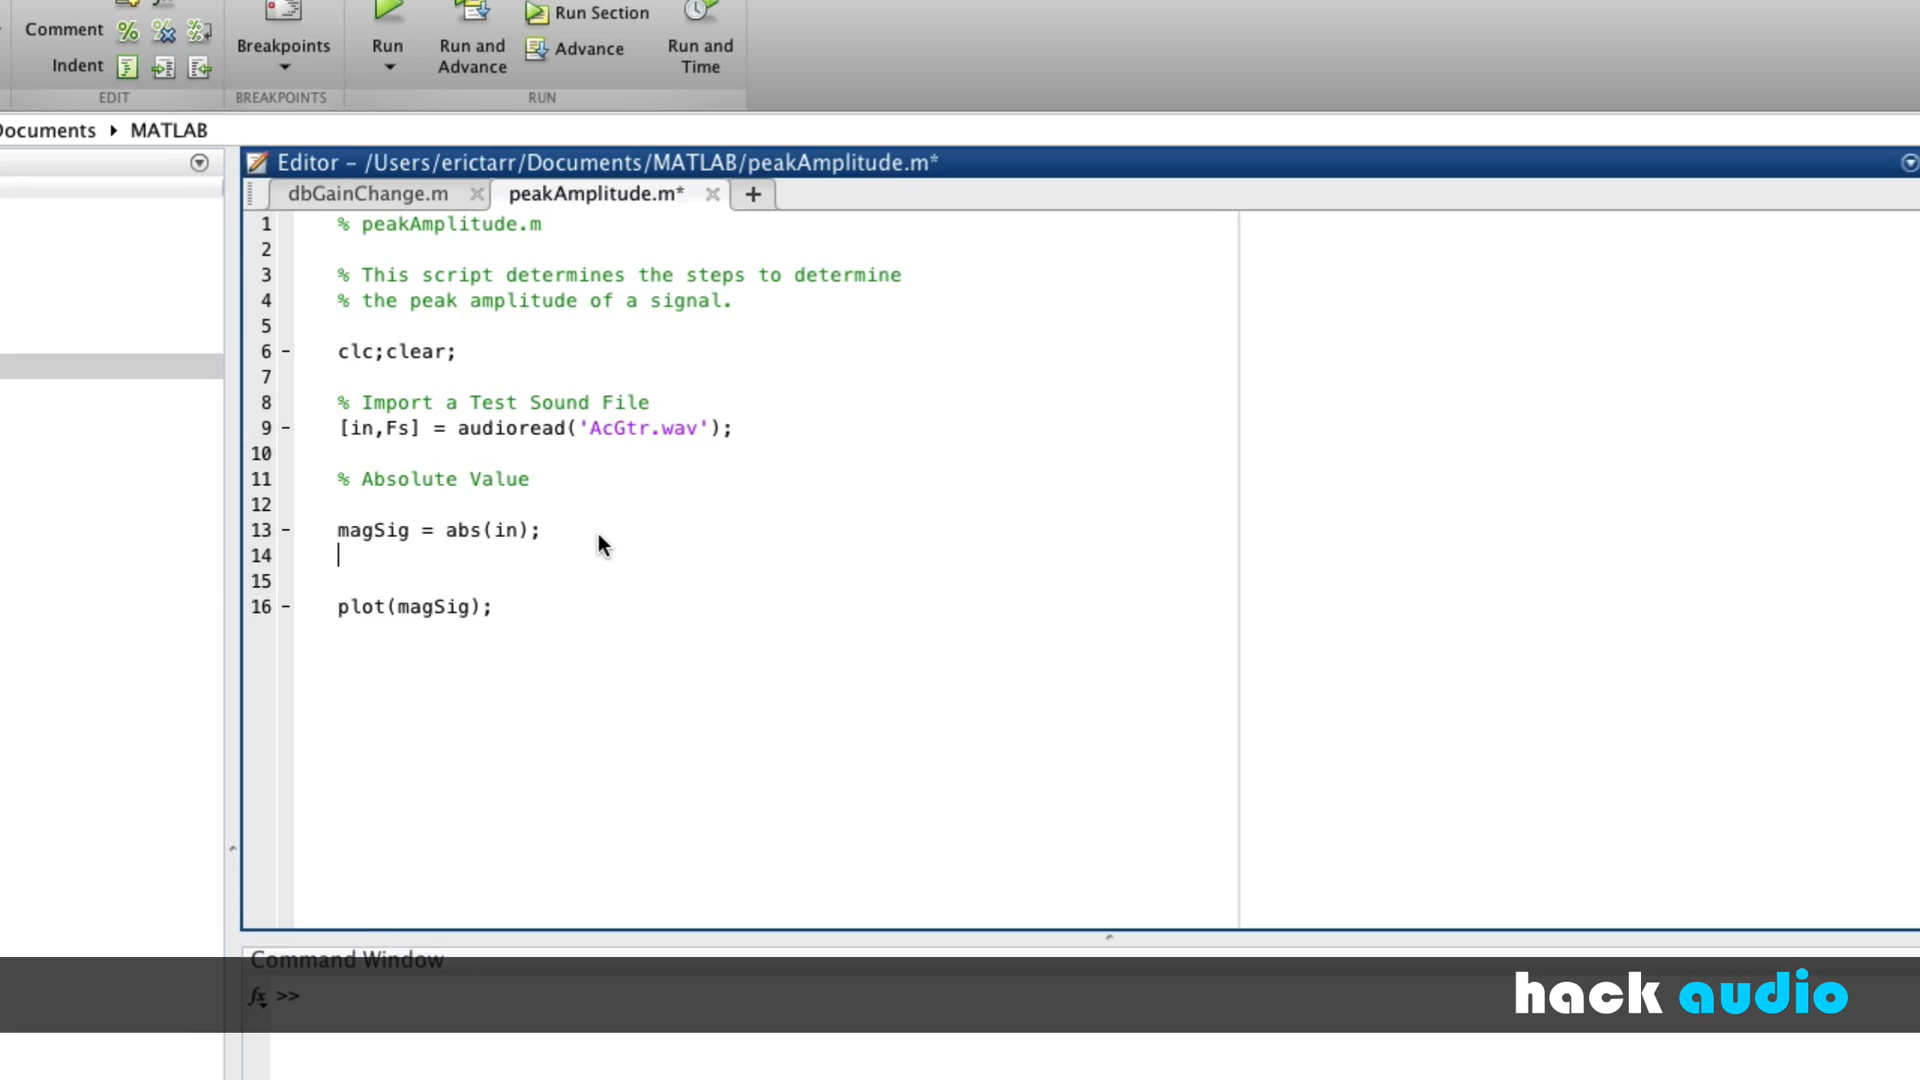 Comment
Indent
EDIT
Breakpoints
BREAKPOINTS
Run
Run and
Advance
Run Section
Advance
Run and
Time
RUN
Documents MATLAB
Editor – /Users/erictarr/Documents/MATLAB/peakAmplitude.m*
dbGainChange.m
peakAmplitude.m*
+
1 % peakAmplitude.m
2
3 % This script determines the steps to determine
4 % the peak amplitude of a signal.
5
6 – clc;clear;
7
8 % Import a Test Sound File
9 – [in,Fs] = audioread('AcGtr.wav');
10
11 % Absolute Value
12
13 – magSig = abs(in);
14
15
16 – plot(magSig);
Command Window
fx >>
hack audio